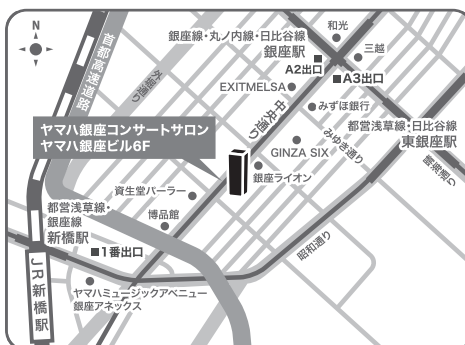 N
和光
銀座線・丸ノ内線・日比谷線
銀座駅
三越
A2出口
A3出口
首都高速道路
外堀通り
EXITMELSA
中央通り
みずほ銀行
都営浅草線・日比谷線
東銀座駅
みゆき通り
ヤマハ銀座コンサートサロン
ヤマハ銀座ビル6F
GINZA SIX
晴海通り
銀座ライオン
資生堂パーラー
都営浅草線・
銀座線
新橋駅
博品館
昭和通り
1番出口
JR新橋駅
ヤマハミュージックアベニュー
銀座アネックス